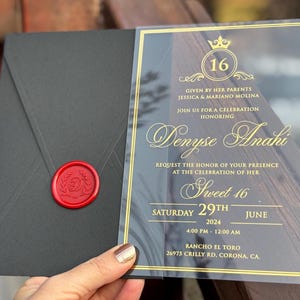 16
GIVEN BY HER PARENTS
JESSICA & MARIANO MOLINA
JOIN US FOR A CELEBRATION
HONORING
Denyse Anahi
REQUEST THE HONOR OF YOUR PRESENCE
AT THE CELEBRATION OF HER
Sweet 16
SATURDAY 29TH JUNE
2024
4:00 PM - 12:00 AM
RANCHO EL TORO
26975 CRILLY RD, CORONA, CA.